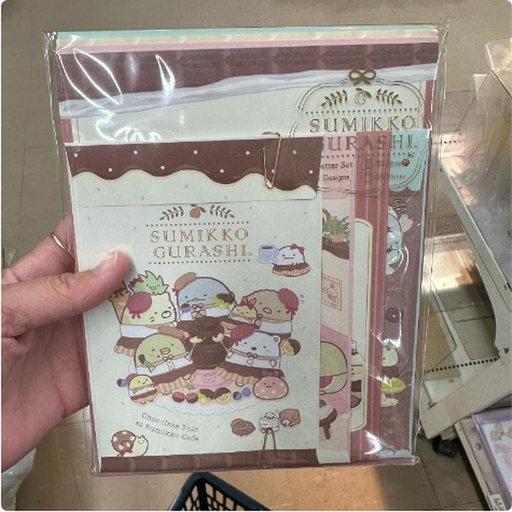 SUMIKKO
GURASHI
Letter Set
Designs
SUMIKKO
GURASHI
Chocolate Fair
at Sumikko Cafe